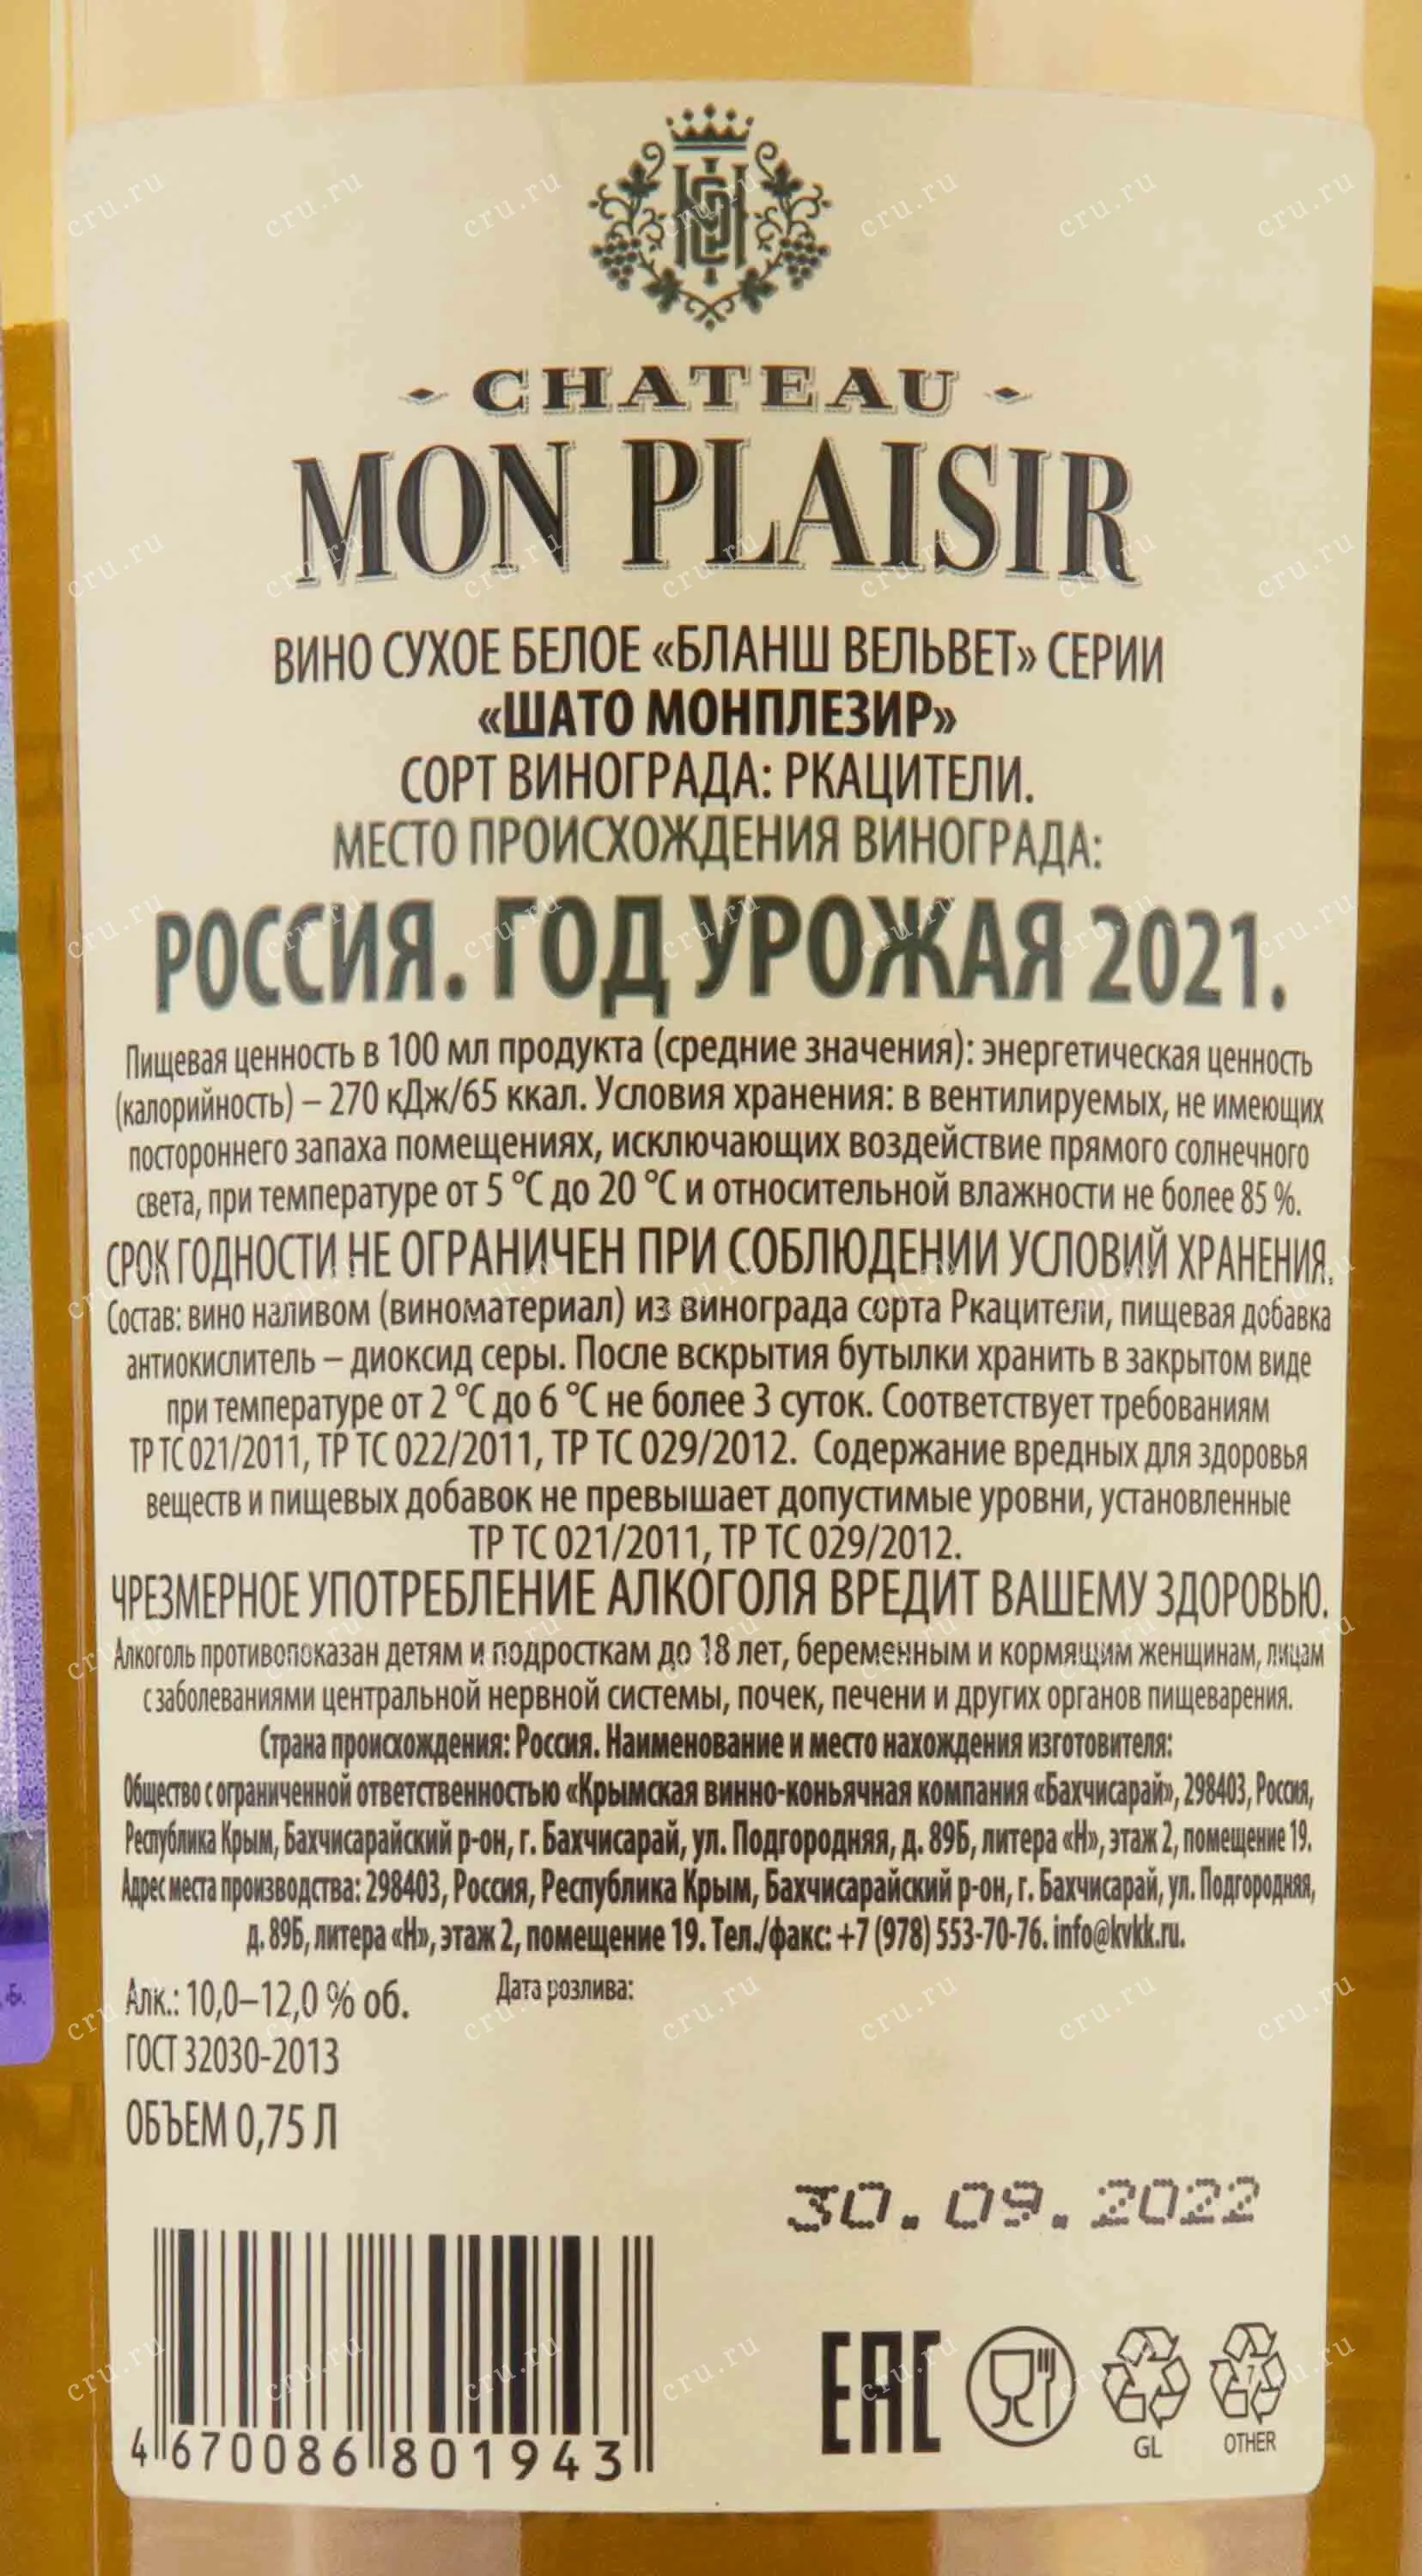 CHATEAU
MON PLAISIR
ВИНО СУХОЕ БЕЛОЕ «БЛАНШ ВЕЛЬВЕТ» СЕРИИ
«ШАТО МОНПЛЕЗИР»
СОРТ ВИНОГРАДА: РКАЦИТЕЛИ.
МЕСТО ПРОИСХОЖДЕНИЯ ВИНОГРАДА:
РОССИЯ. ГОД УРОЖАЯ 2021.
Пищевая ценность в 100 мл продукта (средние значения): энергетическая ценность
(калорийность) – 270 кДж/65 ккал. Условия хранения: в вентилируемых, не имеющих
постороннего запаха помещениях, исключающих воздействие прямого солнечного
света, при температуре от 5 °С до 20 °С и относительной влажности не более 85 %.
СРОК ГОДНОСТИ НЕ ОГРАНИЧЕН ПРИ СОБЛЮДЕНИИ УСЛОВИЙ ХРАНЕНИЯ.
Состав: вино наливом (виноматериал) из винограда сорта Ркацители, пищевая добавка
антиокислитель – диоксид серы. После вскрытия бутылки хранить в закрытом виде
при температуре от 2 °С до 6 °С не более 3 суток. Соответствует требованиям
ТР ТС 021/2011, ТР ТС 022/2011, ТР ТС 029/2012. Содержание вредных для здоровья
веществ и пищевых добавок не превышает допустимые уровни, установленные
ТР ТС 021/2011, ТР ТС 029/2012.
ЧРЕЗМЕРНОЕ УПОТРЕБЛЕНИЕ АЛКОГОЛЯ ВРЕДИТ ВАШЕМУ ЗДОРОВЬЮ.
Алкоголь противопоказан детям и подросткам до 18 лет, беременным и кормящим женщинам, лицам
с заболеваниями центральной нервной системы, почек, печени и других органов пищеварения.
Страна происхождения: Россия. Наименование и место нахождения изготовителя:
Общество с ограниченной ответственностью «Крымская винно-коньячная компания «Бахчисарай», 298403, Россия,
Республика Крым, Бахчисарайский р-он, г. Бахчисарай, ул. Подгородняя, д. 89Б, литера «Н», этаж 2, помещение 19.
Адрес места производства: 298403, Россия, Республика Крым, Бахчисарайский р-он, г. Бахчисарай, ул. Подгородняя,
д. 89Б, литера «Н», этаж 2, помещение 19. Тел./факс: +7 (978) 553-70-76. info@kvkk.ru.
Алк.: 10,0–12,0 % об. Дата розлива:
ГОСТ 32030-2013
ОБЪЕМ 0,75 Л
30.09.2022
EAC
7
GL OTHER
4 670086 801943
cru.ru